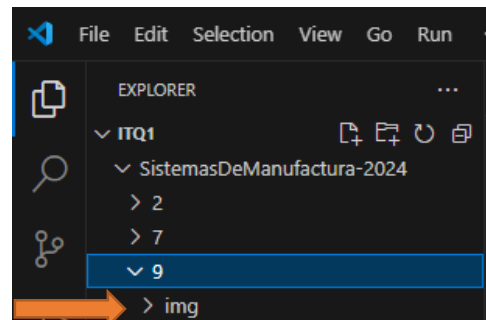 File Edit Selection View Go Run
EXPLORER
ITQ1
SistemasDeManufactura-2024
2
7
9
img